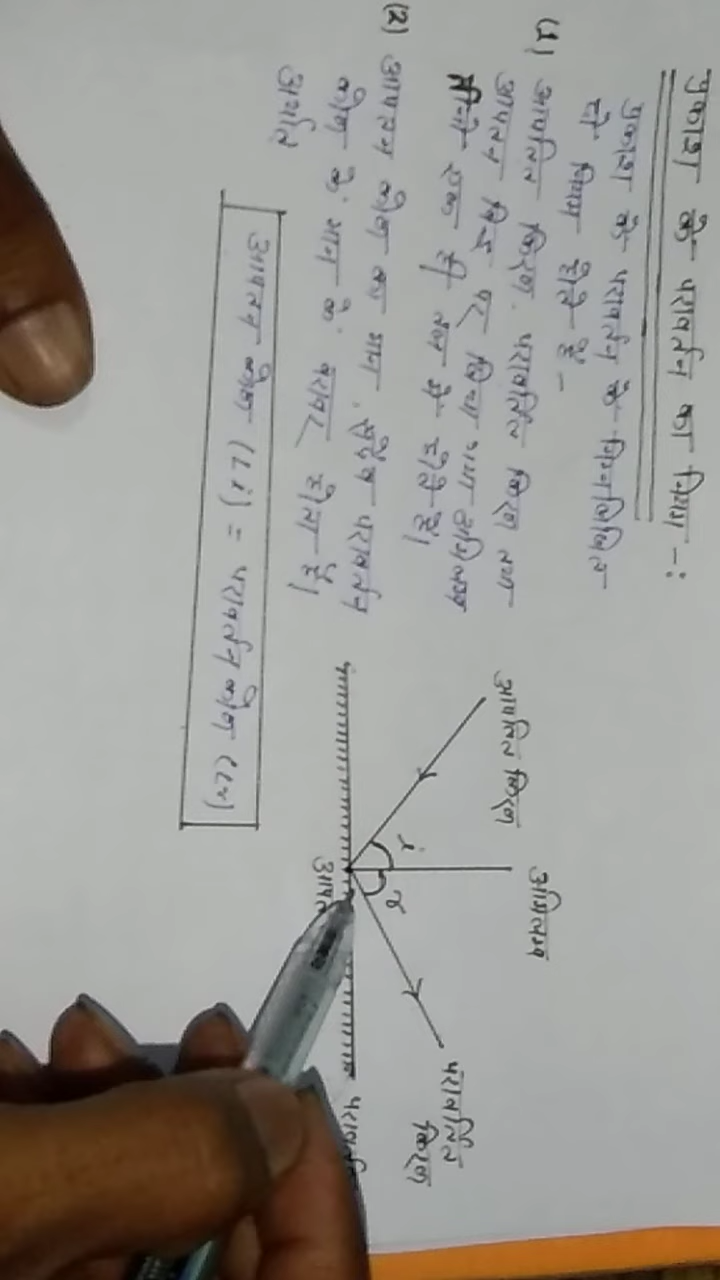 प्रकाश के परावर्तन का नियम -:
प्रकाश के परावर्तन के निम्नलिखित
दो नियम होते हैं -
(1) आपतित किरण, परावर्तित किरण तथा
आपतन बिन्दु पर खिंचा गया अभिलम्ब
तीनों एक ही तल में होते हैं।
(2) आपतन कोण का मान, सदैव परावर्तन
कोण के मान के बराबर होता है।
अर्थात
आपतन कोण (∠i) = परावर्तन कोण (∠r)
आपतित किरण
अभिलम्ब
परावर्तित
किरण
i
r